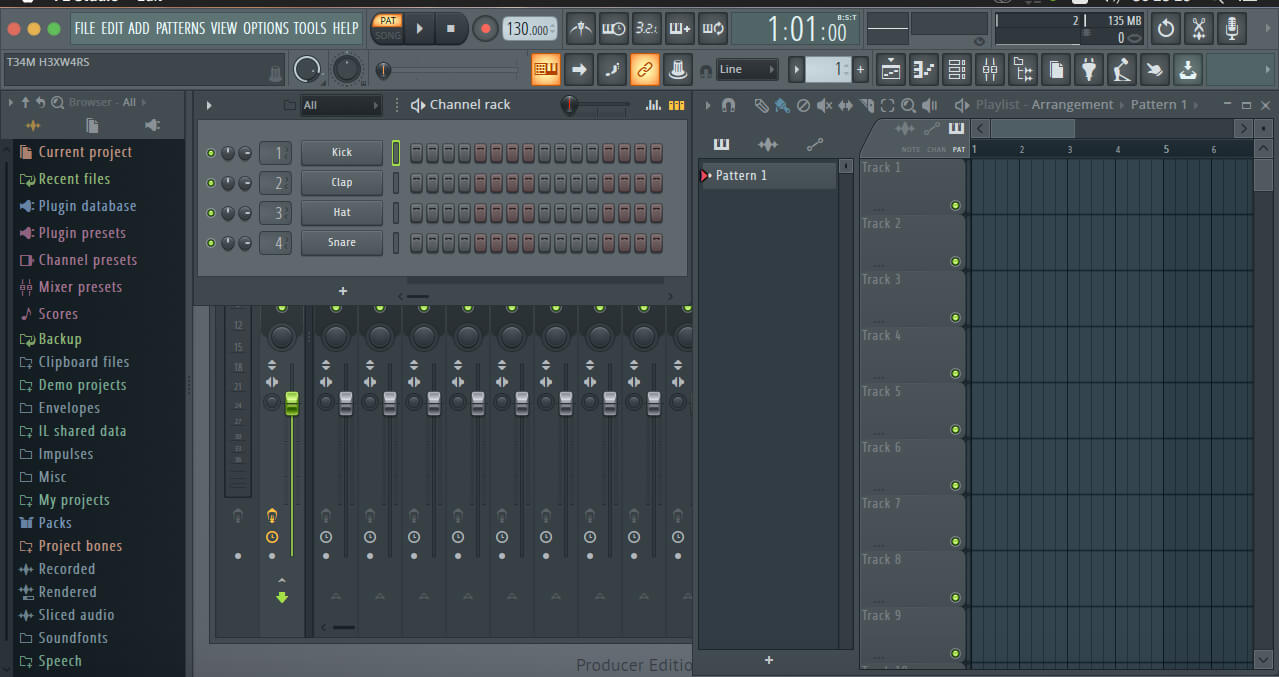 FILE EDIT ADD PATTERNS VIEW OPTIONS TOOLS HELP
PAT
SONG
130.000
3.2.
1:01:00
B:S:T
2
135 MB
0
T34M H3XW4RS
Line
1
Browser - All
All
Channel rack
Playlist - Arrangement
Pattern 1
NOTE CHAN PAT
1 2 3 4 5 6
Current project
Recent files
Plugin database
Plugin presets
Channel presets
Mixer presets
Scores
Backup
Clipboard files
Demo projects
Envelopes
IL shared data
Impulses
Misc
My projects
Packs
Project bones
Recorded
Rendered
Sliced audio
Soundfonts
Speech
1 Kick
2 Clap
3 Hat
4 Snare
12
15
18
21
24
27
30
33
36
Producer Editio
Pattern 1
Track 1
Track 2
Track 3
Track 4
Track 5
Track 6
Track 7
Track 8
Track 9